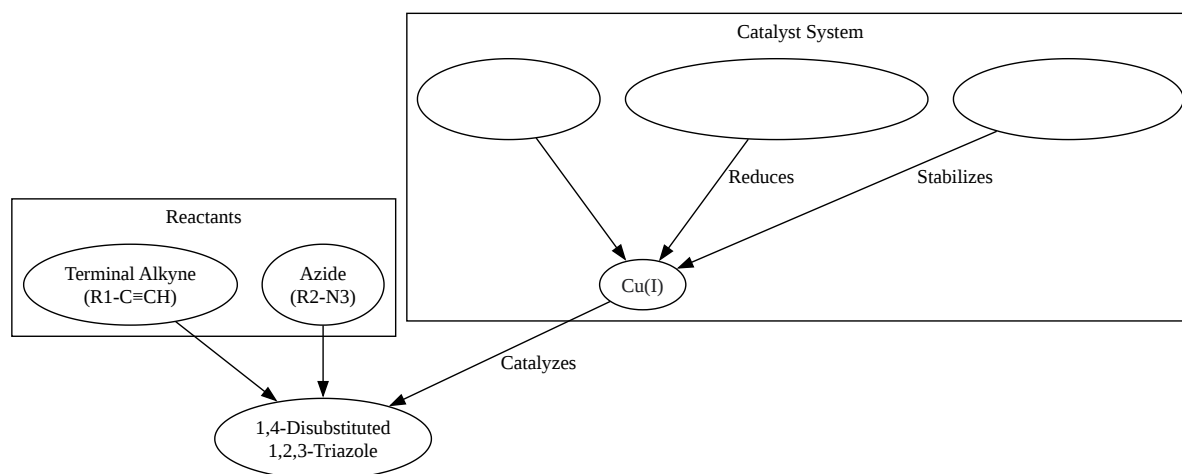 Catalyst System
Reduces
Stabilizes
Reactants
Terminal Alkyne
(R1-C≡CH)
Azide
(R2-N3)
Cu(I)
Catalyzes
1,4-Disubstituted
1,2,3-Triazole